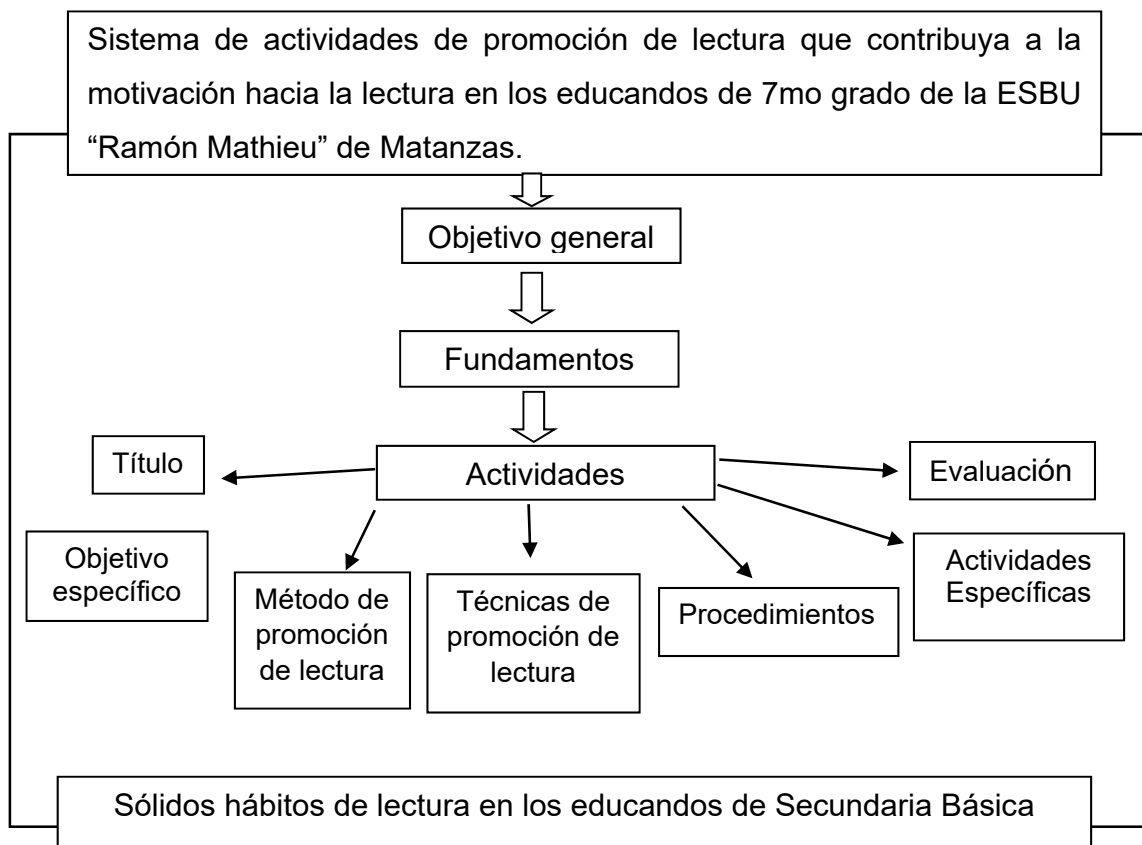 Sistema de actividades de promoción de lectura que contribuya a la
motivación hacia la lectura en los educandos de 7mo grado de la ESBU
“Ramón Mathieu” de Matanzas.
Objetivo general
Fundamentos
Título
Actividades
Evaluación
Objetivo
específico
Método de
promoción
de lectura
Técnicas de
promoción de
lectura
Procedimientos
Actividades
Específicas
Sólidos hábitos de lectura en los educandos de Secundaria Básica